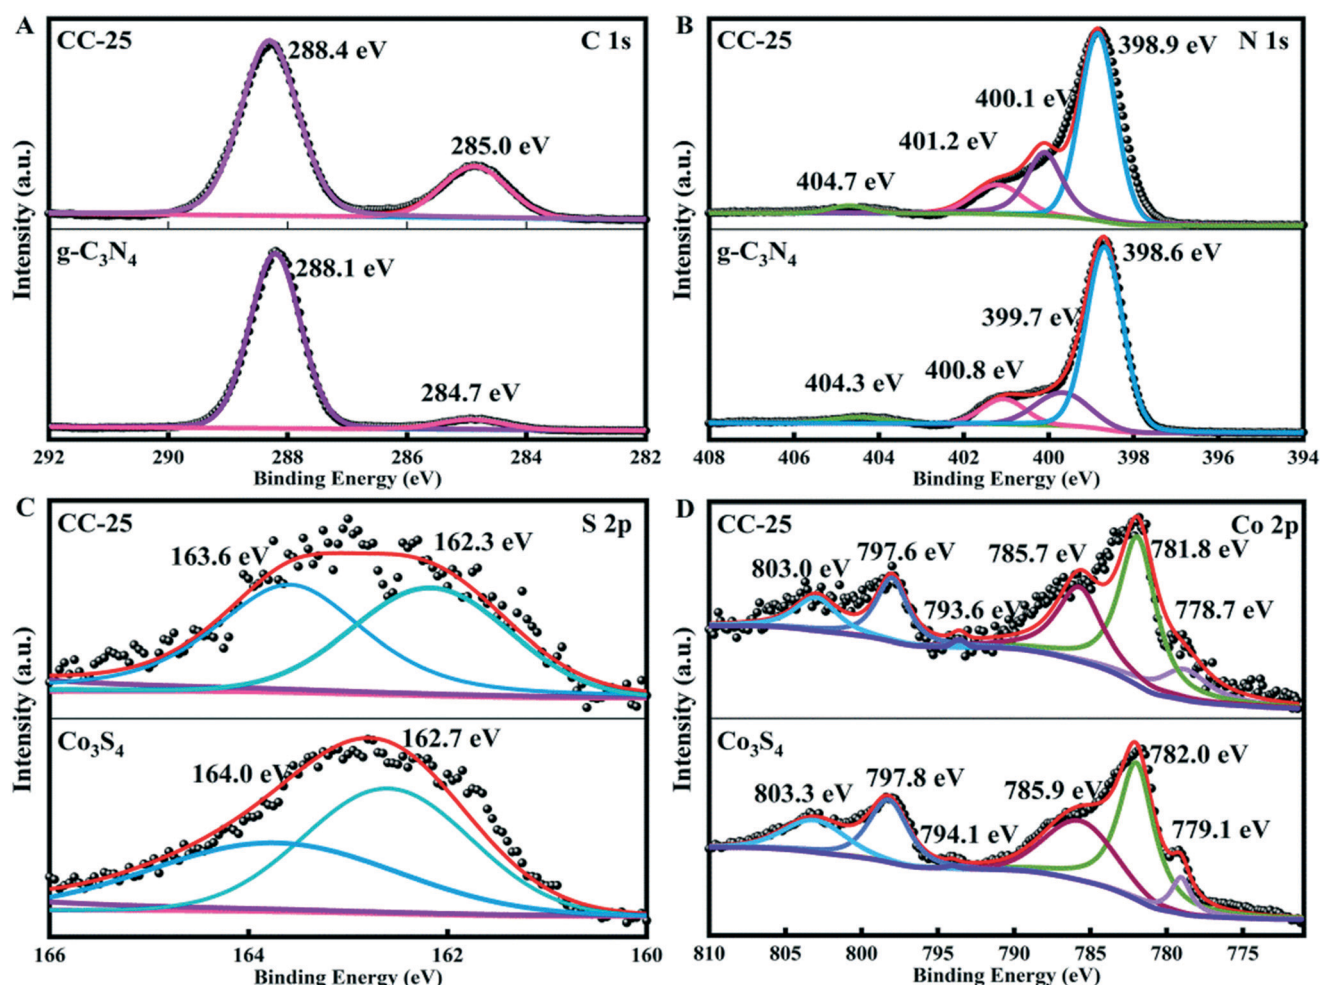 A
CC-25
C 1s
288.4 eV
285.0 eV
g-C₃N₄
288.1 eV
284.7 eV
Intensity (a.u.)
Intensity (a.u.)
292 290 288 286 284 282
Binding Energy (eV)
B
CC-25
N 1s
398.9 eV
400.1 eV
401.2 eV
404.7 eV
g-C₃N₄
398.6 eV
399.7 eV
400.8 eV
404.3 eV
Intensity (a.u.)
Intensity (a.u.)
408 406 404 402 400 398 396 394
Binding Energy (eV)
C
CC-25
S 2p
163.6 eV
162.3 eV
Co₃S₄
162.7 eV
164.0 eV
Intensity (a.u.)
Intensity (a.u.)
166 164 162 160
Binding Energy (eV)
D
CC-25
Co 2p
803.0 eV
797.6 eV
793.6 eV
785.7 eV
781.8 eV
778.7 eV
Co₃S₄
803.3 eV
797.8 eV
794.1 eV
785.9 eV
782.0 eV
779.1 eV
Intensity (a.u.)
Intensity (a.u.)
810 805 800 795 790 785 780 775
Binding Energy (eV)